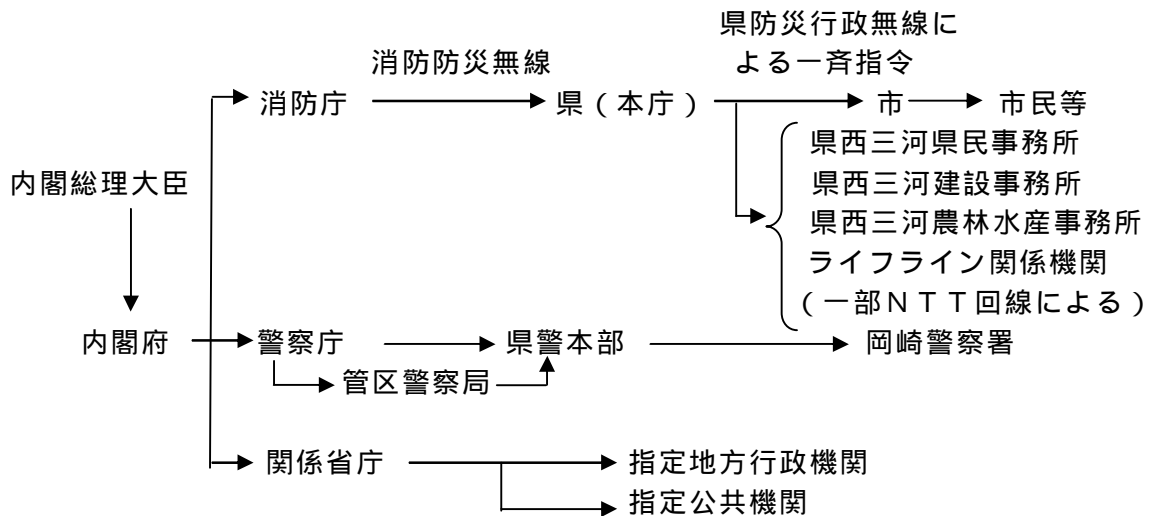 県防災行政無線に
よる一斉指令
消防防災無線
消防庁
県（本庁）
市
市民等
県西三河県民事務所
内閣総理大臣
県西三河建設事務所
県西三河農林水産事務所
ライフライン関係機関
（一部ＮＴＴ回線による）
内閣府
警察庁
県警本部
岡崎警察署
管区警察局
関係省庁
指定地方行政機関
指定公共機関